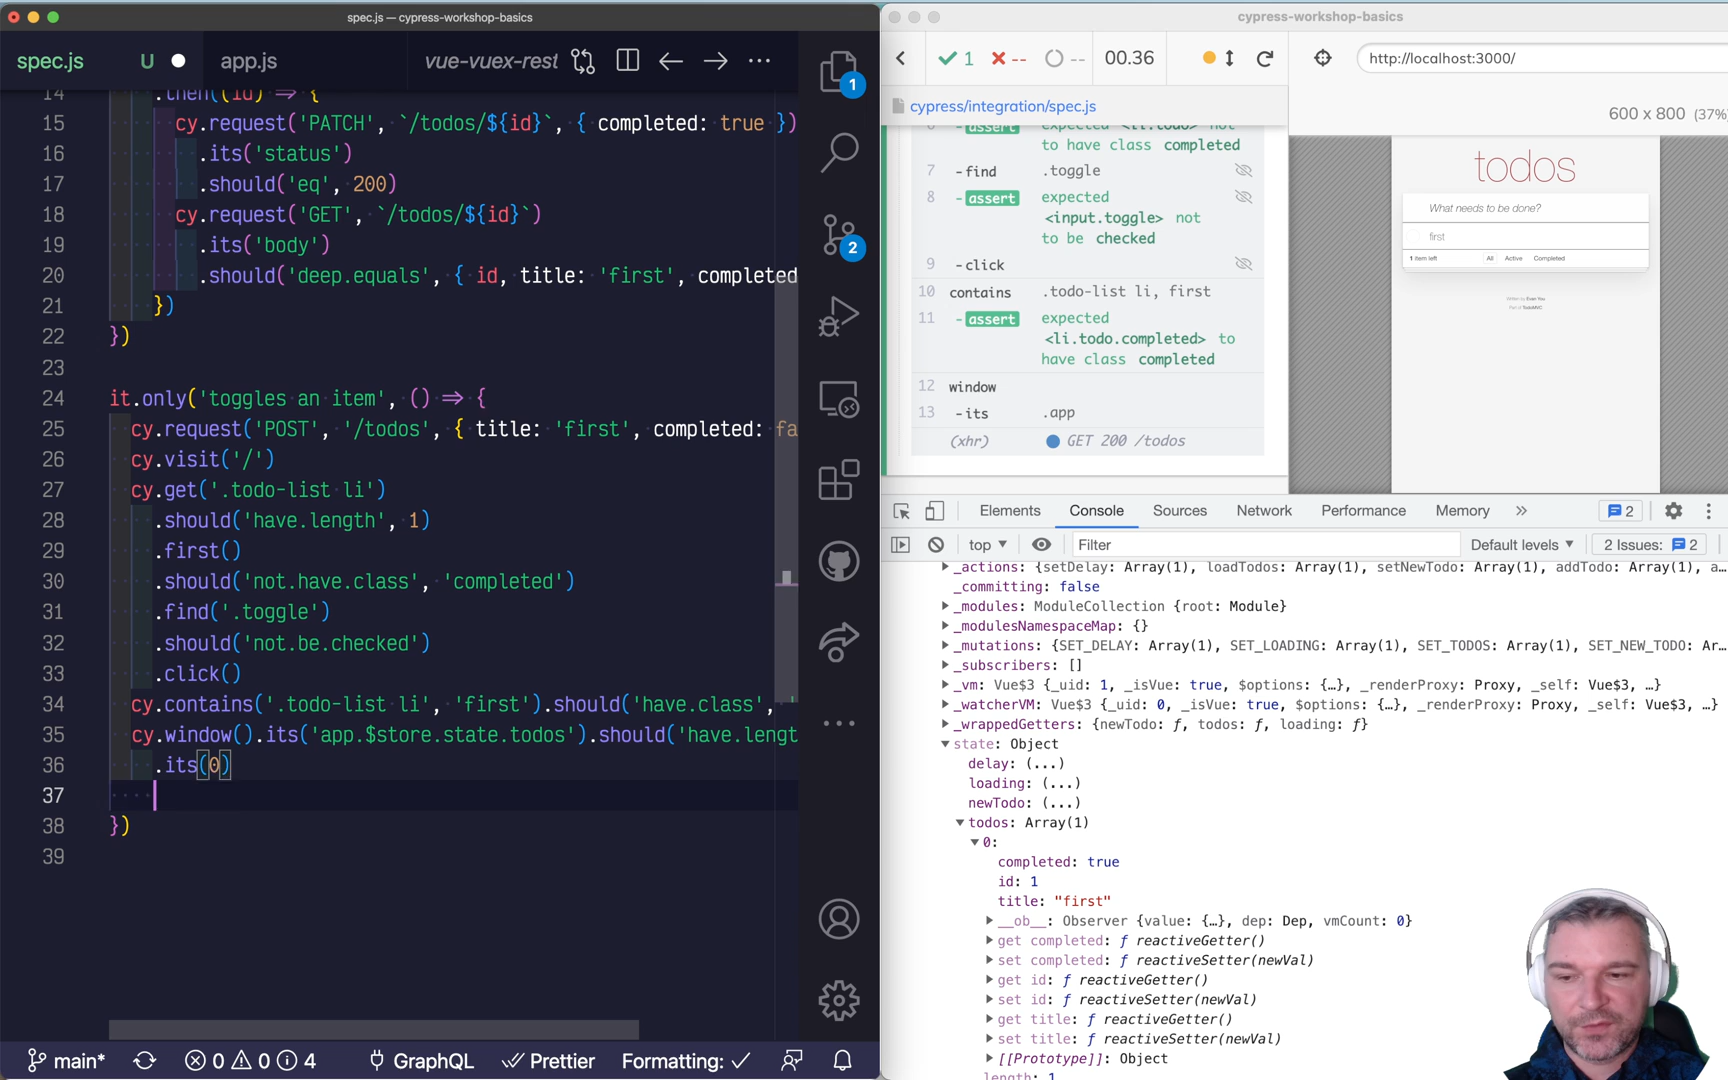 spec.js — cypress-workshop-basics
spec.js U app.js vue-vuex-rest
14 .then((id) => {
15 cy.request('PATCH', `/todos/${id}`, { completed: true })
16 .its('status')
17 .should('eq', 200)
18 cy.request('GET', `/todos/${id}`)
19 .its('body')
20 .should('deep.equals', { id, title: 'first', completed
21 })
22 })
23
24 it.only('toggles an item', () => {
25 cy.request('POST', '/todos', { title: 'first', completed: fa
26 cy.visit('/')
27 cy.get('.todo-list li')
28 .should('have.length', 1)
29 .first()
30 .should('not.have.class', 'completed')
31 .find('.toggle')
32 .should('not.be.checked')
33 .click()
34 cy.contains('.todo-list li', 'first').should('have.class', '
35 cy.window().its('app.$store.state.todos').should('have.lengt
36 .its(0)
37
38 })
39
1
2
main* 0 0 4 GraphQL Prettier Formatting:
cypress-workshop-basics
1 -- -- 00.36 http://localhost:3000/
cypress/integration/spec.js
600 x 800 (37%
6 -assert expected <li.todo> not
to have class completed
7 -find .toggle
8 -assert expected
<input.toggle> not
to be checked
9 -click
10 contains .todo-list li, first
11 -assert expected
<li.todo.completed> to
have class completed
12 window
13 -its .app
(xhr) GET 200 /todos
todos
What needs to be done?
first
1 item left All Active Completed
Written by Evan You
Part of TodoMVC
Elements Console Sources Network Performance Memory » 2
top Filter Default levels 2 Issues: 2
_actions: {setDelay: Array(1), loadTodos: Array(1), setNewTodo: Array(1), addTodo: Array(1), a…
_committing: false
_modules: ModuleCollection {root: Module}
_modulesNamespaceMap: {}
_mutations: {SET_DELAY: Array(1), SET_LOADING: Array(1), SET_TODOS: Array(1), SET_NEW_TODO: Ar…
_subscribers: []
_vm: Vue$3 {_uid: 1, _isVue: true, $options: {…}, _renderProxy: Proxy, _self: Vue$3, …}
_watcherVM: Vue$3 {_uid: 0, _isVue: true, $options: {…}, _renderProxy: Proxy, _self: Vue$3, …}
_wrappedGetters: {newTodo: ƒ, todos: ƒ, loading: ƒ}
state: Object
delay: (...)
loading: (...)
newTodo: (...)
todos: Array(1)
0:
completed: true
id: 1
title: "first"
__ob__: Observer {value: {…}, dep: Dep, vmCount: 0}
get completed: ƒ reactiveGetter()
set completed: ƒ reactiveSetter(newVal)
get id: ƒ reactiveGetter()
set id: ƒ reactiveSetter(newVal)
get title: ƒ reactiveGetter()
set title: ƒ reactiveSetter(newVal)
[[Prototype]]: Object
length: 1